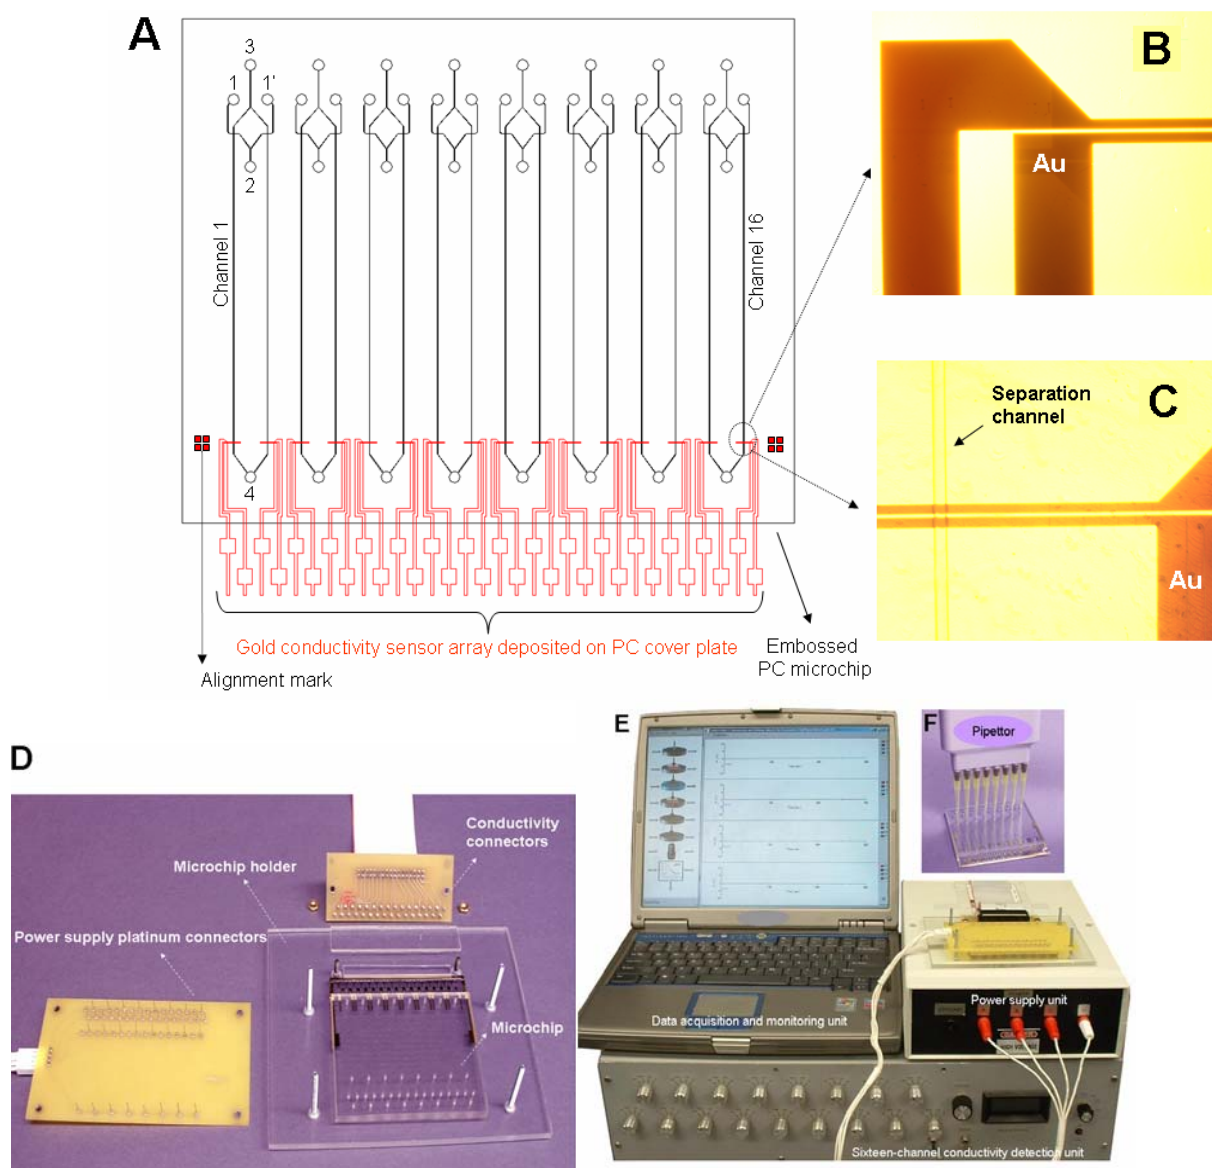 A
3
1
1'
2
Channel 1
Channel 16
4
Gold conductivity sensor array deposited on PC cover plate
Alignment mark
Embossed
PC microchip
B
Au
C
Separation
channel
Au
D
Conductivity
connectors
Microchip holder
Power supply platinum connectors
Microchip
E
F
Pipettor
Data acquisition and monitoring unit
Power supply unit
Sixteen-channel conductivity detection unit